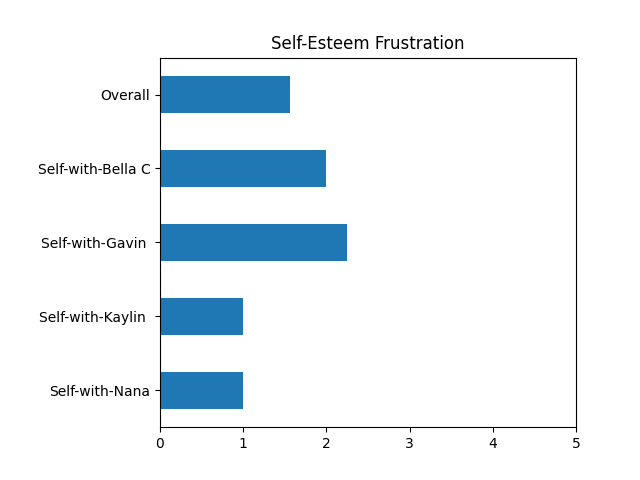 Self-Esteem Frustration
Overall
Self-with-Bella C
Self-with-Gavin
Self-with-Kaylin
Self-with-Nana
0 1 2 3 4 5